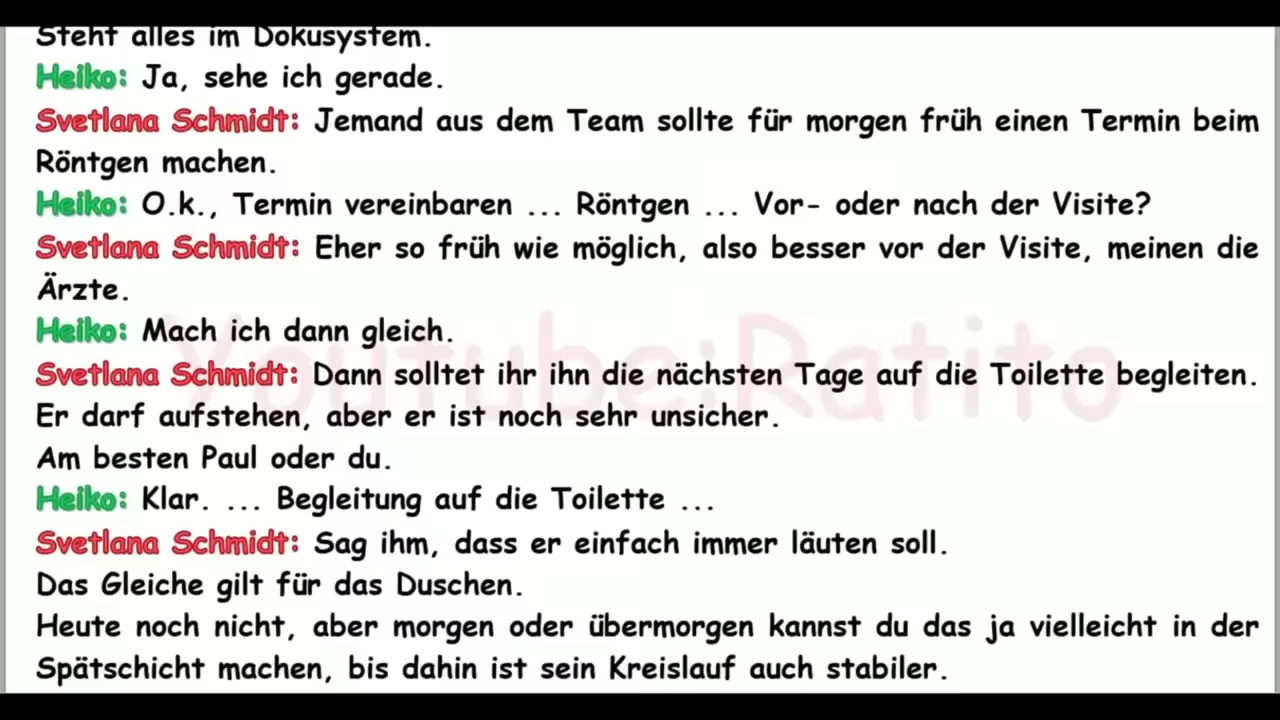 Steht alles im Dokusystem.
Heiko: Ja, sehe ich gerade.
Svetlana Schmidt: Jemand aus dem Team sollte für morgen früh einen Termin beim
Röntgen machen.
Heiko: O.k., Termin vereinbaren ... Röntgen ... Vor- oder nach der Visite?
Svetlana Schmidt: Eher so früh wie möglich, also besser vor der Visite, meinen die
Ärzte.
Heiko: Mach ich dann gleich.
Youtube:Ratito
Svetlana Schmidt: Dann solltet ihr ihn die nächsten Tage auf die Toilette begleiten.
Er darf aufstehen, aber er ist noch sehr unsicher.
Am besten Paul oder du.
Heiko: Klar. ... Begleitung auf die Toilette ...
Svetlana Schmidt: Sag ihm, dass er einfach immer läuten soll.
Das Gleiche gilt für das Duschen.
Heute noch nicht, aber morgen oder übermorgen kannst du das ja vielleicht in der
Spätschicht machen, bis dahin ist sein Kreislauf auch stabiler.